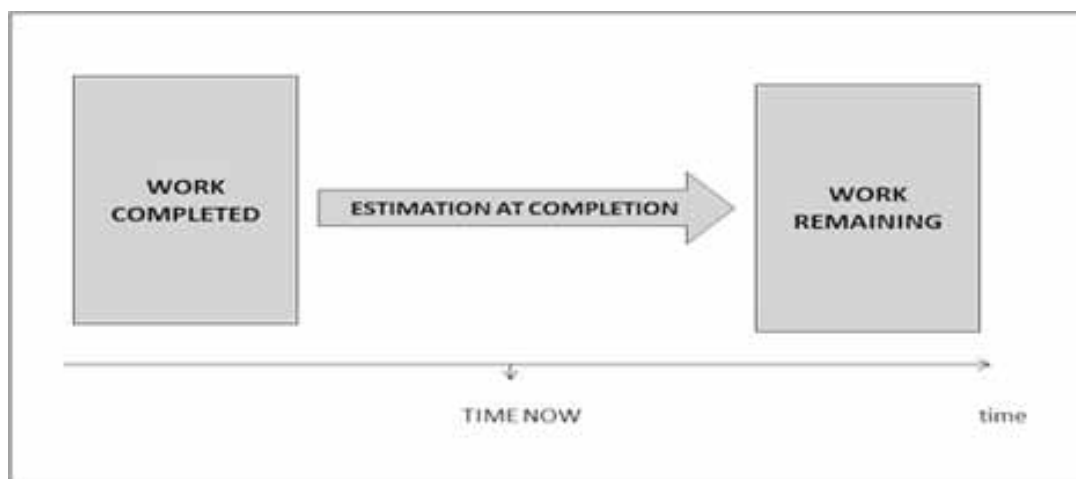 WORK
COMPLETED
ESTIMATION AT COMPLETION
WORK
REMAINING
TIME NOW
time